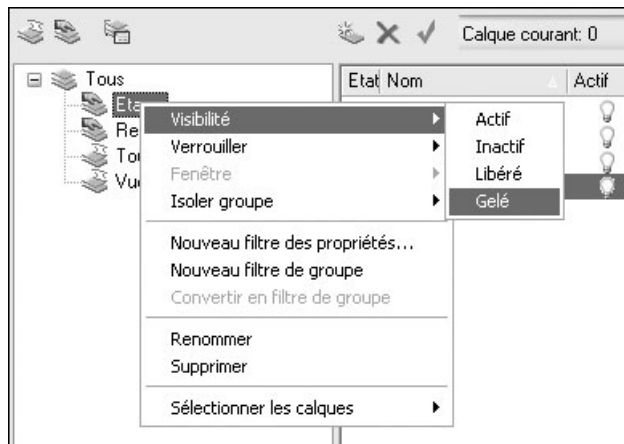 Calque courant: 0
Tous
Etat Nom Actif
Visibilité
Verrouiller
Fenêtre
Isoler groupe
Nouveau filtre des propriétés...
Nouveau filtre de groupe
Convertir en filtre de groupe
Renommer
Supprimer
Sélectionner les calques
Actif
Inactif
Libéré
Gelé